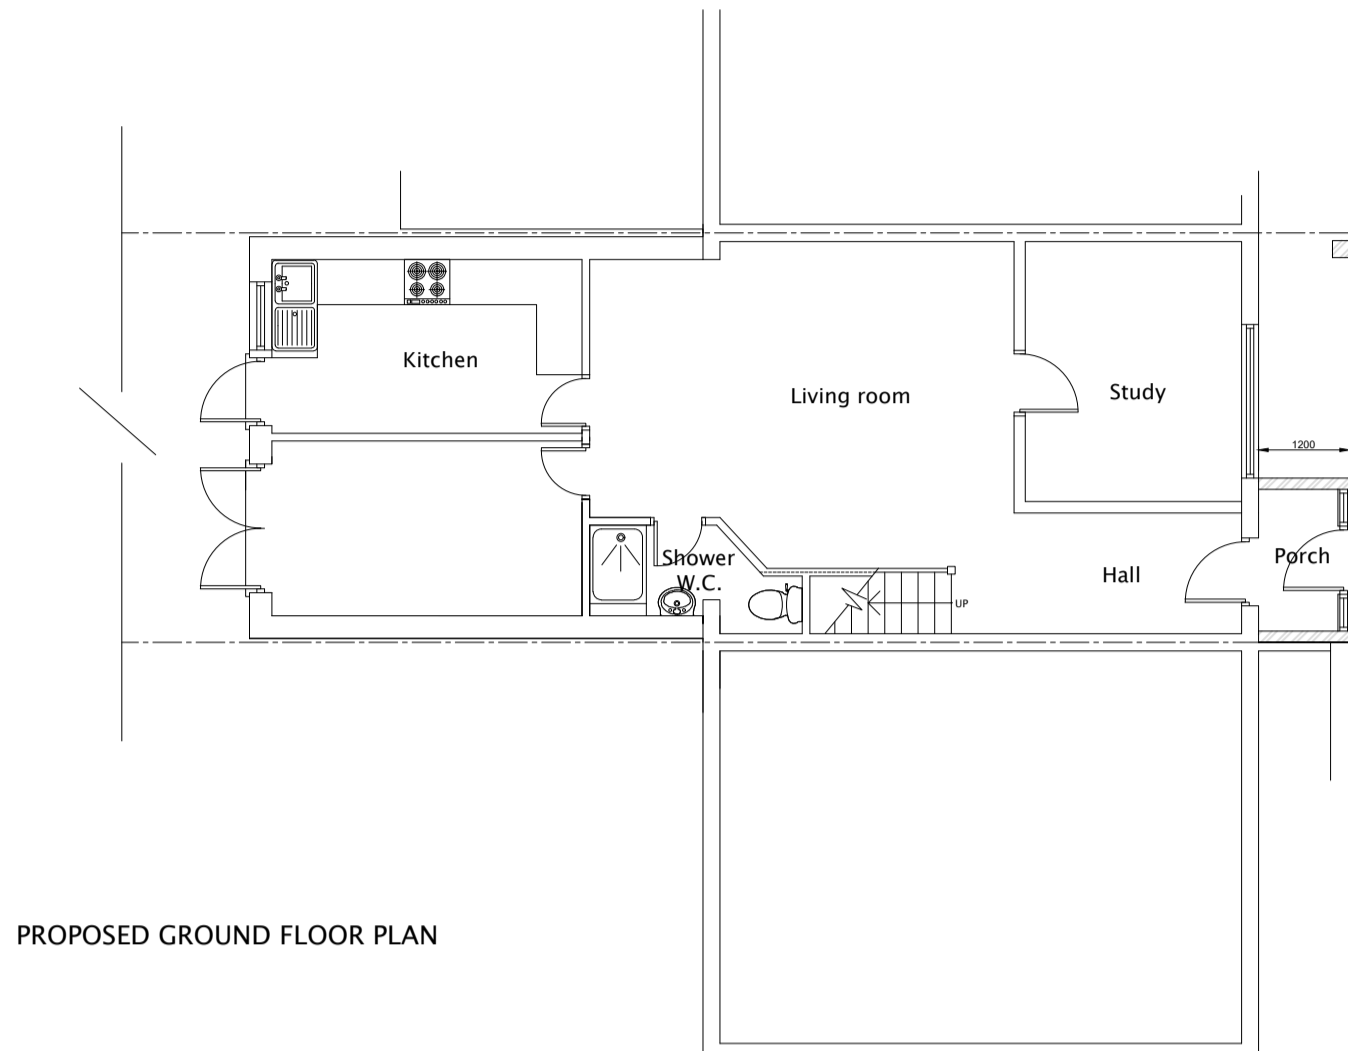 Kitchen
Living room
Study
1200
Shower
W.C.
Hall
Porch
UP
PROPOSED GROUND FLOOR PLAN